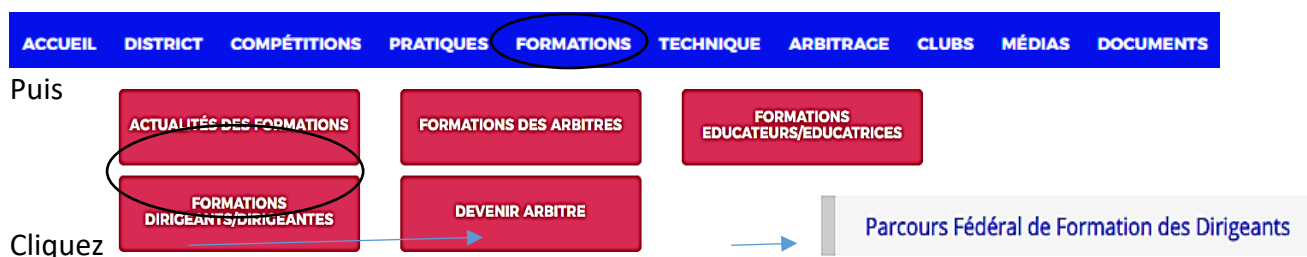 ACCUEIL DISTRICT COMPÉTITIONS PRATIQUES FORMATIONS TECHNIQUE ARBITRAGE CLUBS MÉDIAS DOCUMENTS
Puis
ACTUALITÉS DES FORMATIONS
FORMATIONS DES ARBITRES
FORMATIONS
EDUCATEURS/EDUCATRICES
FORMATIONS
DIRIGEANTS/DIRIGEANTES
DEVENIR ARBITRE
Cliquez
Parcours Fédéral de Formation des Dirigeants